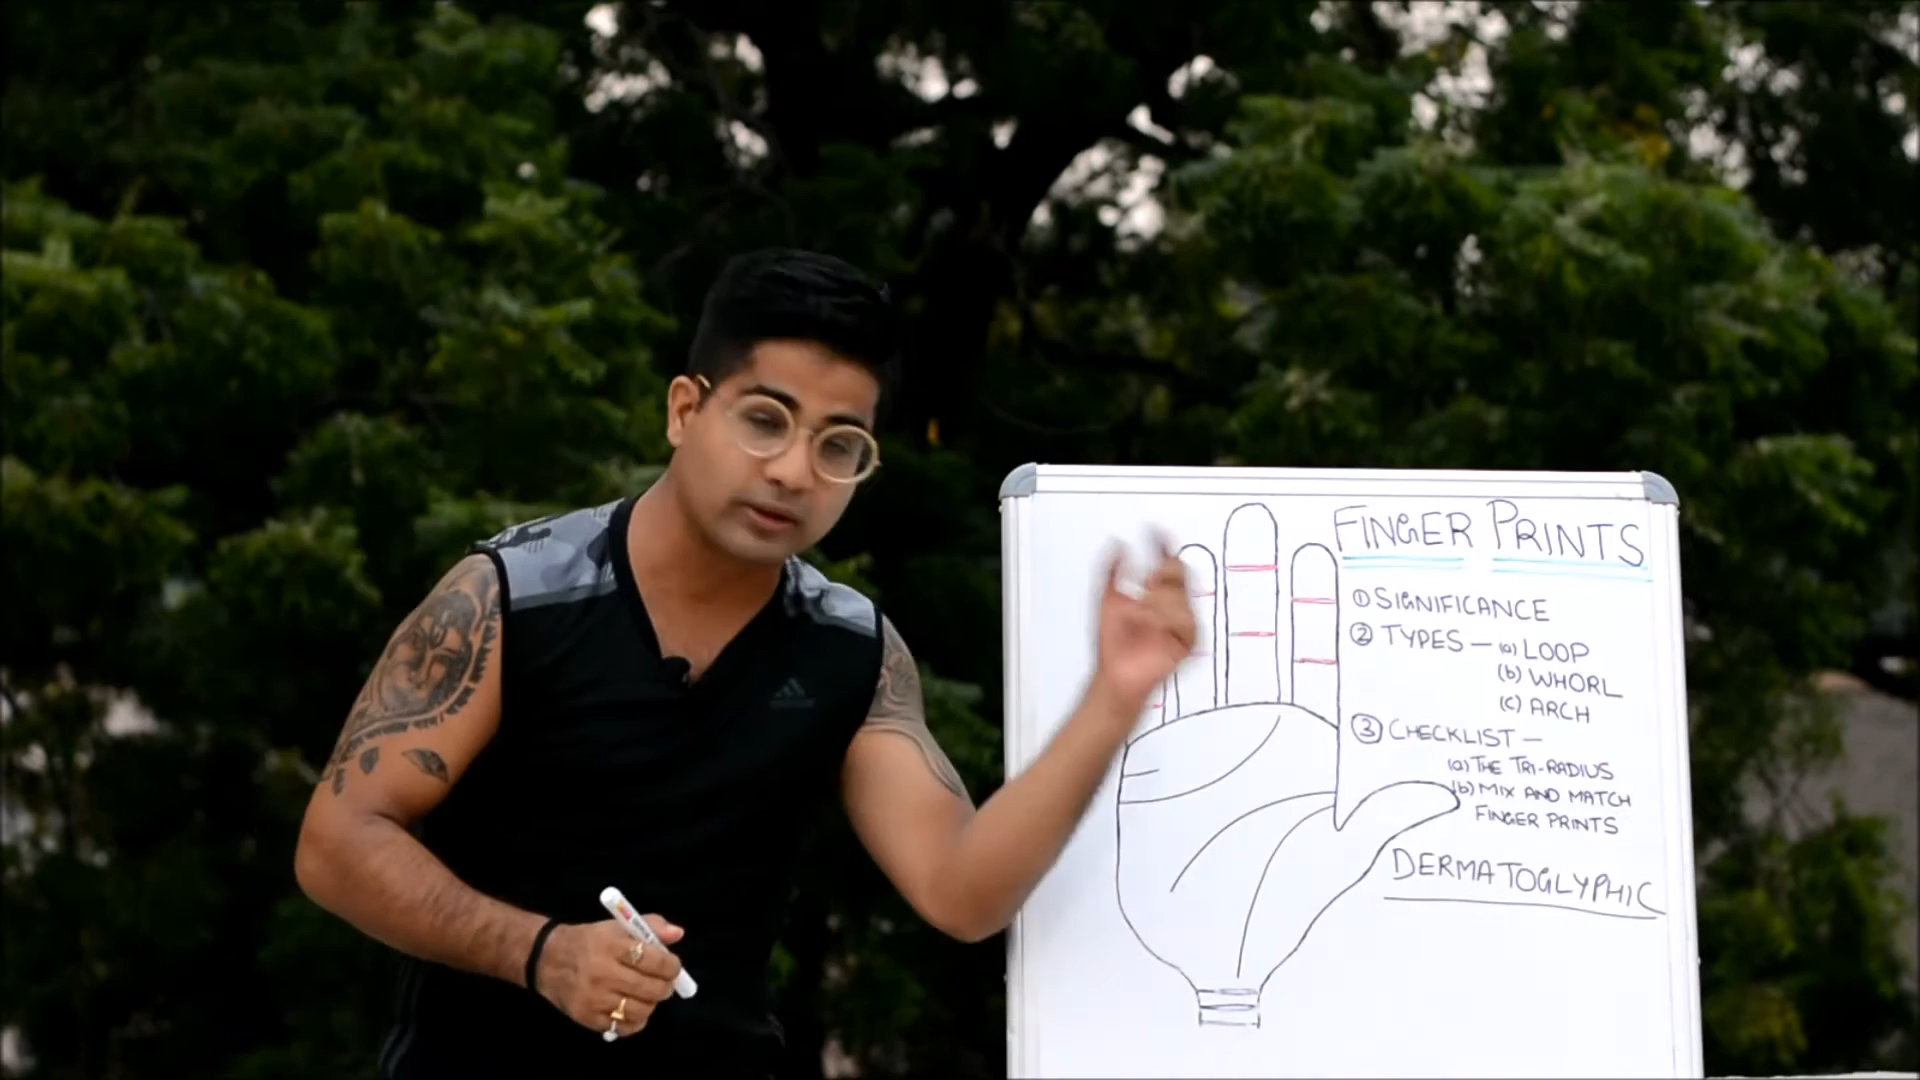 FINGER PRINTS
① SIGNIFICANCE
② TYPES — (a) LOOP
(b) WHORL
(c) ARCH
③ CHECKLIST —
(a) THE TRI-RADIUS
(b) MIX AND MATCH
FINGER PRINTS
DERMATOGLYPHIC